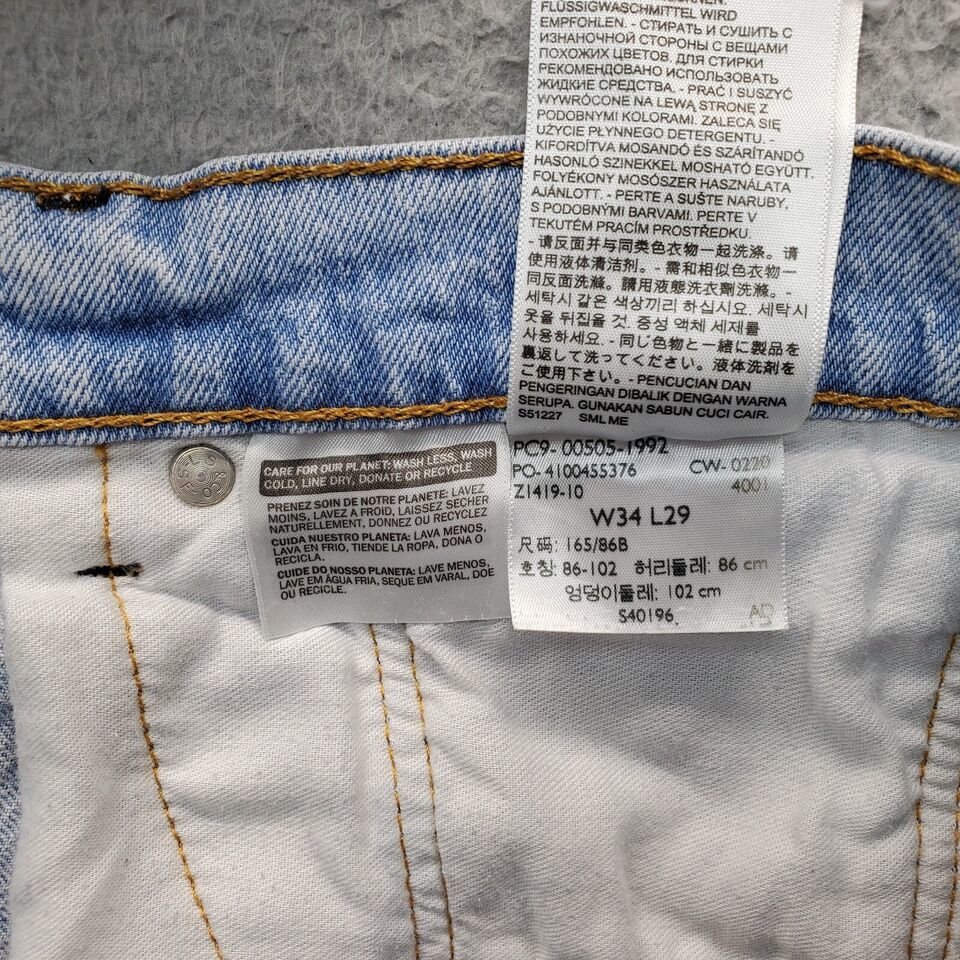 FLÜSSIGWASCHMITTEL WIRD
EMPFOHLEN. - СТИРАТЬ И СУШИТЬ С
ИЗНАНОЧНОЙ СТОРОНЫ С ВЕЩАМИ
ПОХОЖИХ ЦВЕТОВ. ДЛЯ СТИРКИ
РЕКОМЕНДОВАНО ИСПОЛЬЗОВАТЬ
ЖИДКИЕ СРЕДСТВА. - PRAĆ I SUSZYĆ
WYWRÓCONE NA LEWĄ STRONĘ Z
PODOBNYMI KOLORAMI. ZALECA SIĘ
UŻYCIE PŁYNNEGO DETERGENTU. -
KIFORDÍTVA MOSANDÓ ÉS SZÁRÍTANDÓ
HASONLÓ SZINEKKEL MOSHATÓ EGYÜTT.
FOLYÉKONY MOSÓSZER HASZNÁLATA
AJÁNLOTT. - PERTE A SUŠTE NARUBY,
S PODOBNÝMI BARVAMI. PERTE V
TEKUTÉM PRACÍM PROSTŘEDKU.
- 请反面并与同类色衣物一起洗涤。请
使用液体清洁剂。- 需和相似色衣物一
同反面洗滌。請用液態洗衣劑洗滌。-
세탁시 같은 색상끼리 하십시요. 세탁시
옷을 뒤집을 것. 중성 액체 세제를
사용하세요. - 同じ色物と一緒に製品を
裏返して洗ってください。液体洗剤を
ご使用下さい。- PENCUCIAN DAN
PENGERINGAN DIBALIK DENGAN WARNA
SERUPA. GUNAKAN SABUN CUCI CAIR.
S51227 SML ME
CARE FOR OUR PLANET: WASH LESS, WASH
COLD, LINE DRY, DONATE OR RECYCLE
PRENEZ SOIN DE NOTRE PLANETE: LAVEZ
MOINS, LAVEZ A FROID, LAISSEZ SECHER
NATURELLEMENT, DONNEZ OU RECYCLEZ
CUIDA NUESTRO PLANETA: LAVA MENOS,
LAVA EN FRIO, TIENDE LA ROPA, DONA O
RECICLA.
CUIDE DO NOSSO PLANETA: LAVE MENOS,
LAVE EM ÁGUA FRIA, SEQUE EM VARAL, DOE
OU RECICLE.
PC9- 00505-1992
PO- 4100455376 CW- 0220
Z1419-10 4001
W34 L29
尺码: 165/86B
호칭: 86-102 허리둘레: 86 cm
엉덩이둘레: 102 cm
S40196 AD